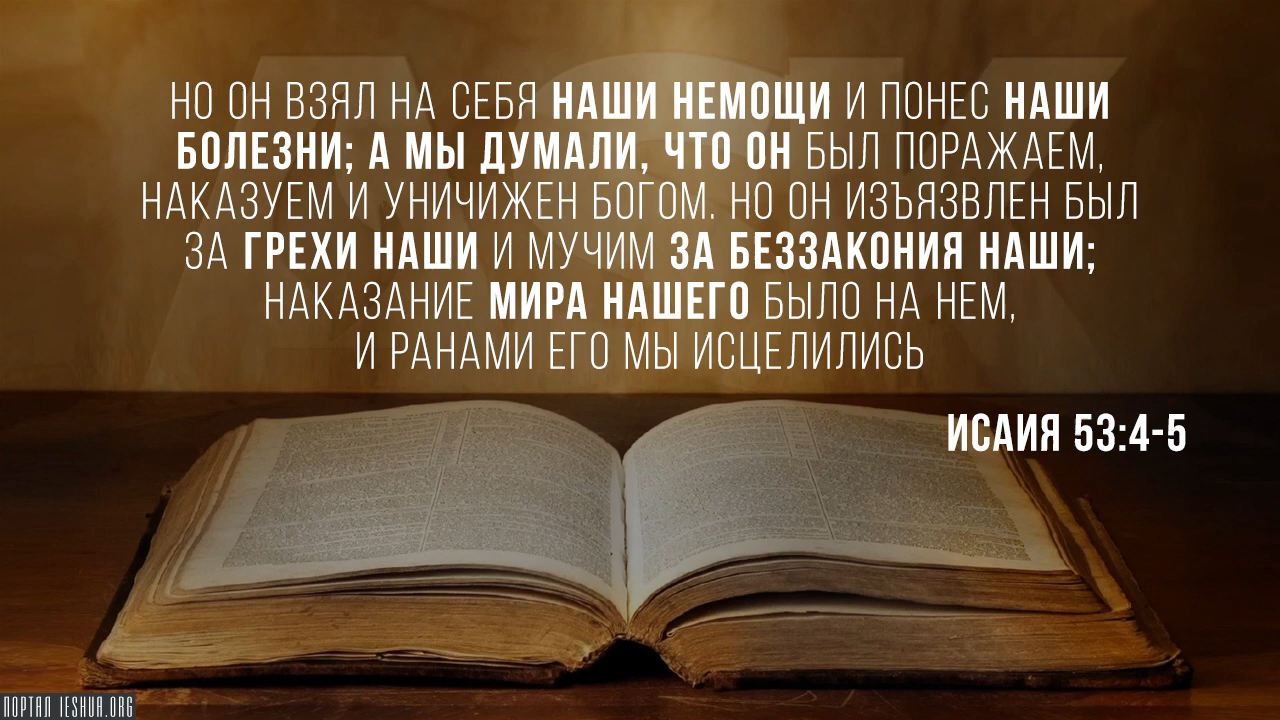 НО ОН ВЗЯЛ НА СЕБЯ НАШИ НЕМОЩИ И ПОНЕС НАШИ
БОЛЕЗНИ; А МЫ ДУМАЛИ, ЧТО ОН БЫЛ ПОРАЖАЕМ,
НАКАЗУЕМ И УНИЧИЖЕН БОГОМ. НО ОН ИЗЪЯЗВЛЕН БЫЛ
ЗА ГРЕХИ НАШИ И МУЧИМ ЗА БЕЗЗАКОНИЯ НАШИ;
НАКАЗАНИЕ МИРА НАШЕГО БЫЛО НА НЕМ,
И РАНАМИ ЕГО МЫ ИСЦЕЛИЛИСЬ
ИСАИЯ 53:4-5
ПОРТАЛ IESHUA.ORG